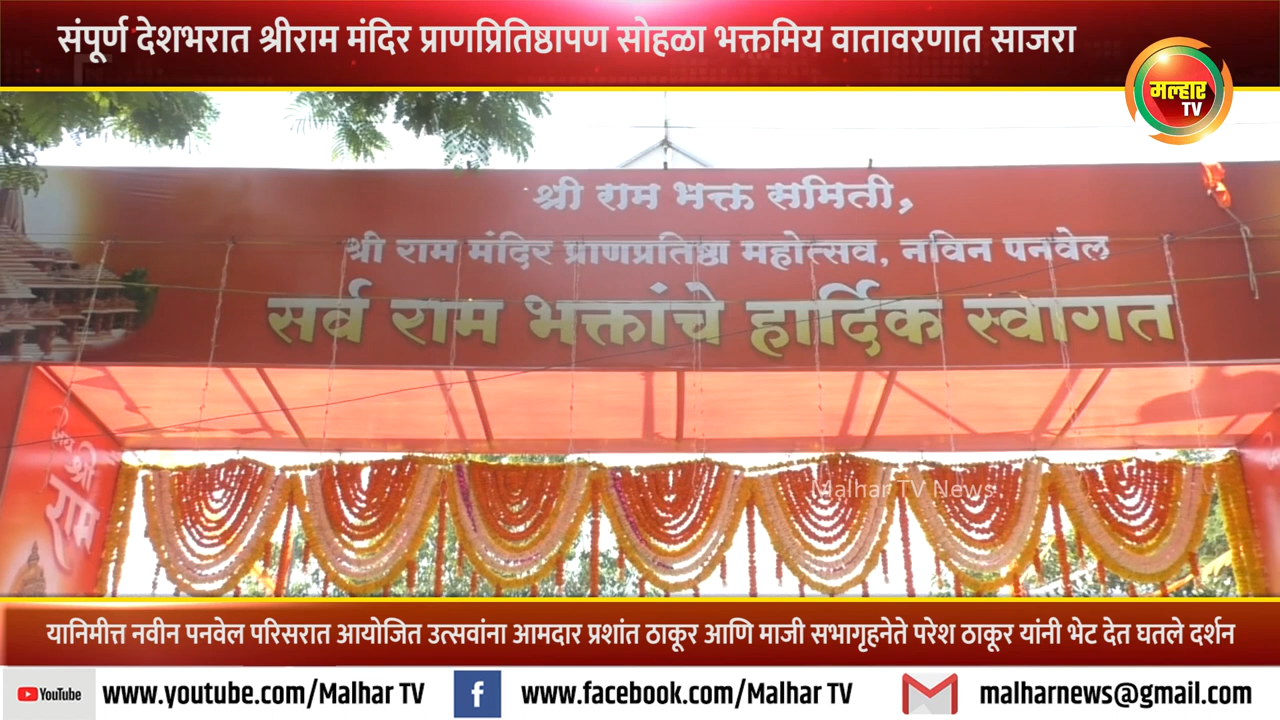 संपूर्ण देशभरात श्रीराम मंदिर प्राणप्रितिष्ठापण सोहळा भक्तमिय वातावरणात साजरा
मल्हार
TV
श्री राम भक्त समिती,
श्री राम मंदिर प्राणप्रतिष्ठा महोत्सव, नविन पनवेल
सर्व राम भक्तांचे हार्दिक स्वागत
जय
श्री
राम
Malhar TV News
यानिमीत्त नवीन पनवेल परिसरात आयोजित उत्सवांना आमदार प्रशांत ठाकूर आणि माजी सभागृहनेते परेश ठाकूर यांनी भेट देत घतले दर्शन
YouTube www.youtube.com/Malhar TV f www.facebook.com/Malhar TV malharnews@gmail.com